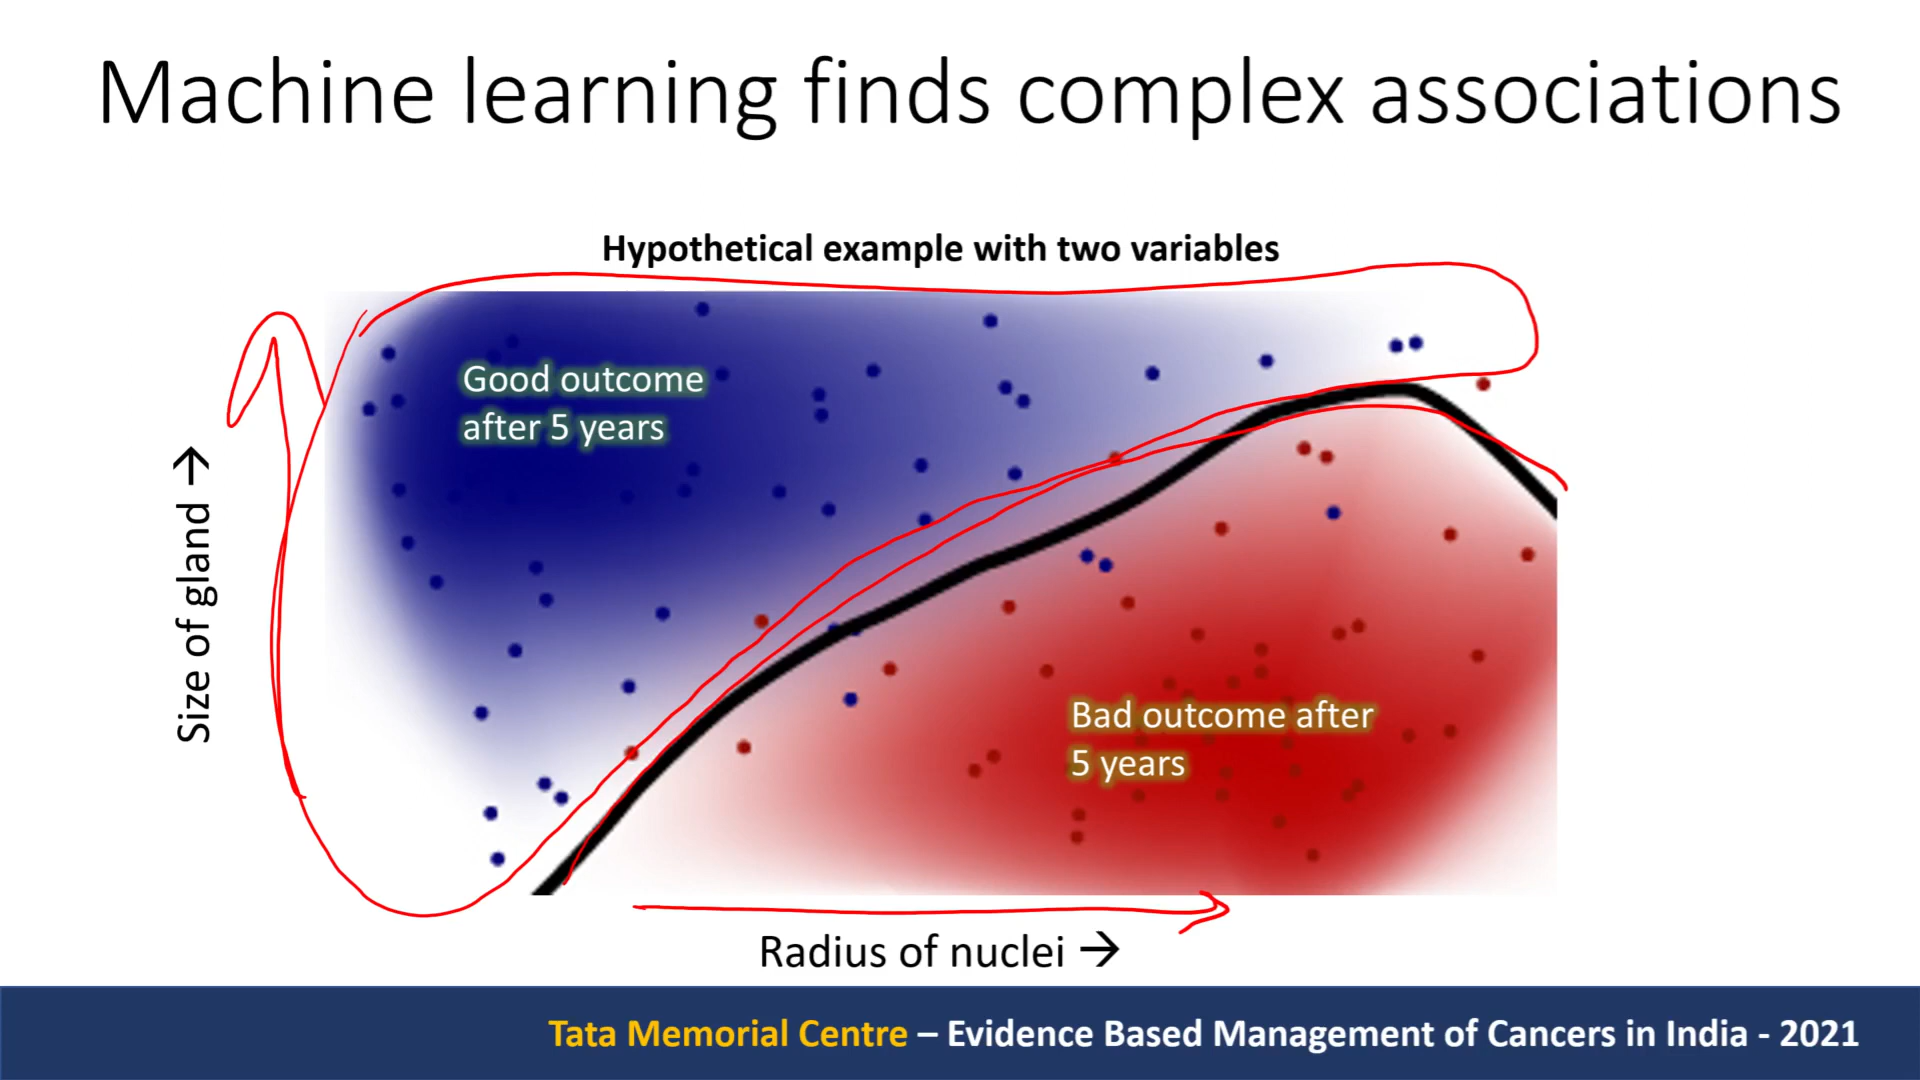 Machine learning finds complex associations
Hypothetical example with two variables
Good outcome
after 5 years
Size of gland →
Bad outcome after
5 years
Radius of nuclei →
Tata Memorial Centre – Evidence Based Management of Cancers in India - 2021